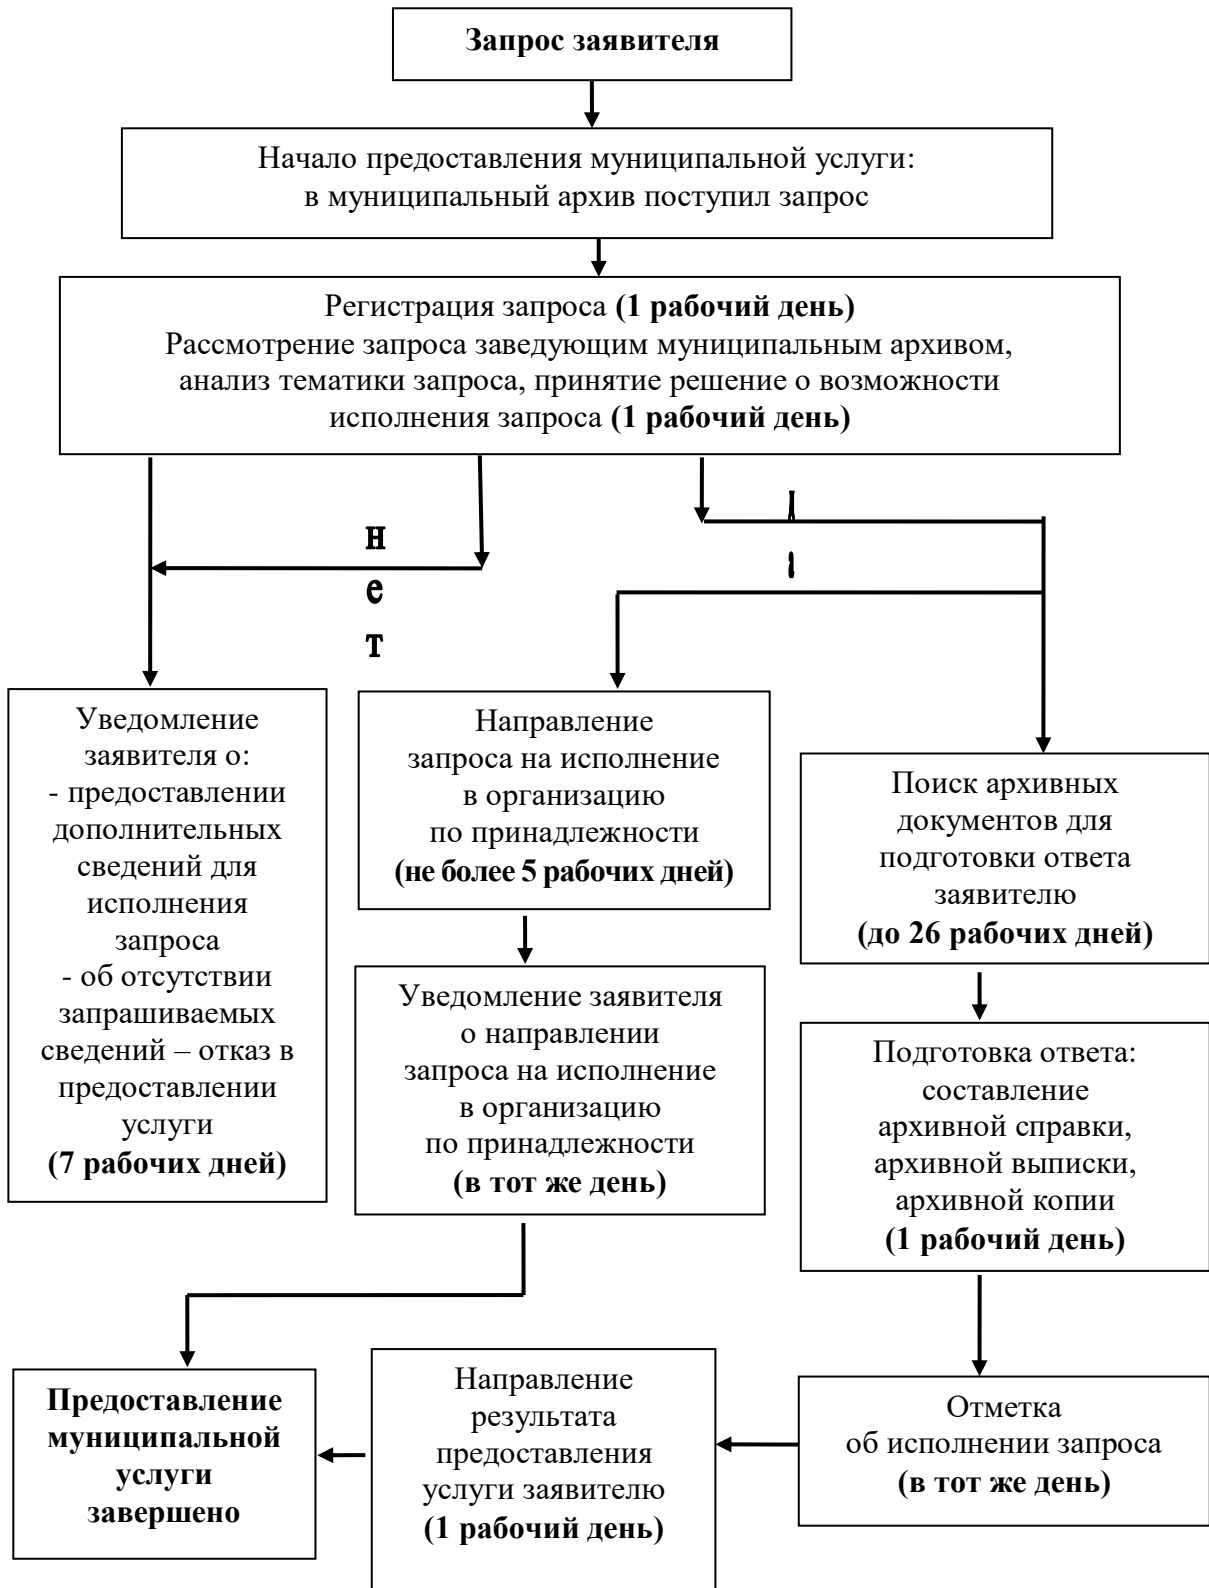 Запрос заявителя
Начало предоставления муниципальной услуги:
в муниципальный архив поступил запрос
Регистрация запроса (1 рабочий день)
Рассмотрение запроса заведующим муниципальным архивом,
анализ тематики запроса, принятие решение о возможности
исполнения запроса (1 рабочий день)
н
е
т
Уведомление
заявителя о:
- предоставлении
дополнительных
сведений для
исполнения
запроса
- об отсутствии
запрашиваемых
сведений – отказ в
предоставлении
услуги
(7 рабочих дней)
Направление
запроса на исполнение
в организацию
по принадлежности
(не более 5 рабочих дней)
Уведомление заявителя
о направлении
запроса на исполнение
в организацию
по принадлежности
(в тот же день)
Поиск архивных
документов для
подготовки ответа
заявителю
(до 26 рабочих дней)
Подготовка ответа:
составление
архивной справки,
архивной выписки,
архивной копии
(1 рабочий день)
Отметка
об исполнении запроса
(в тот же день)
Направление
результата
предоставления
услуги заявителю
(1 рабочий день)
Предоставление
муниципальной
услуги
завершено